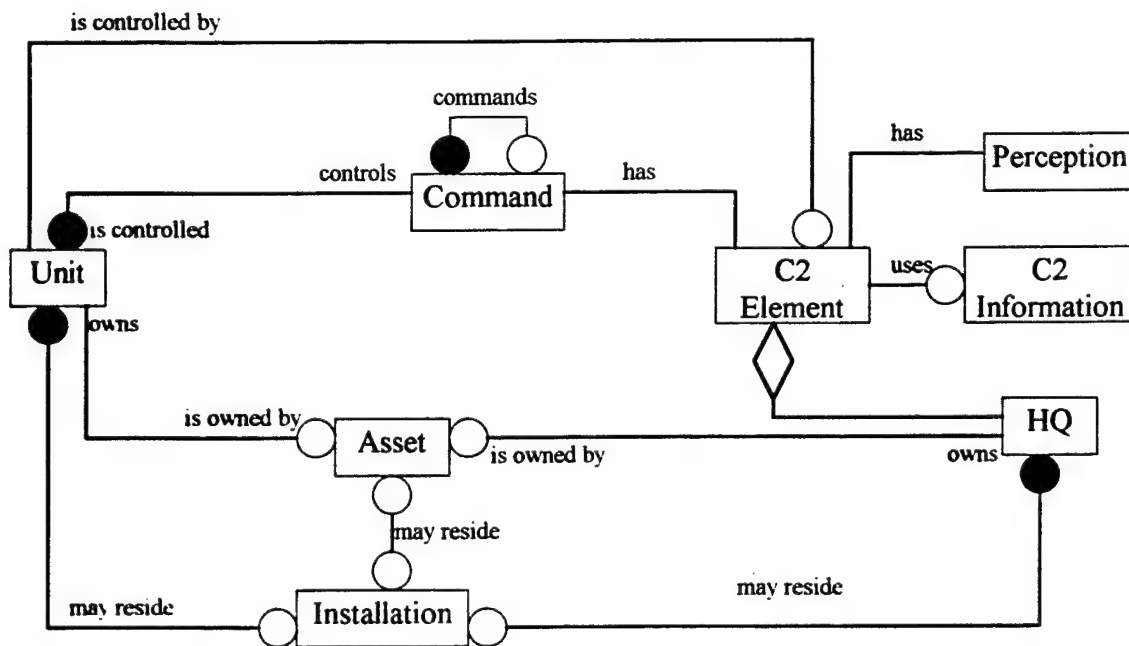 is controlled by
commands
has
Perception
controls
Command
has
is controlled
Unit
C2
Element
uses
C2
Information
owns
is owned by
Asset
is owned by
HQ
owns
may reside
may reside
Installation
may reside